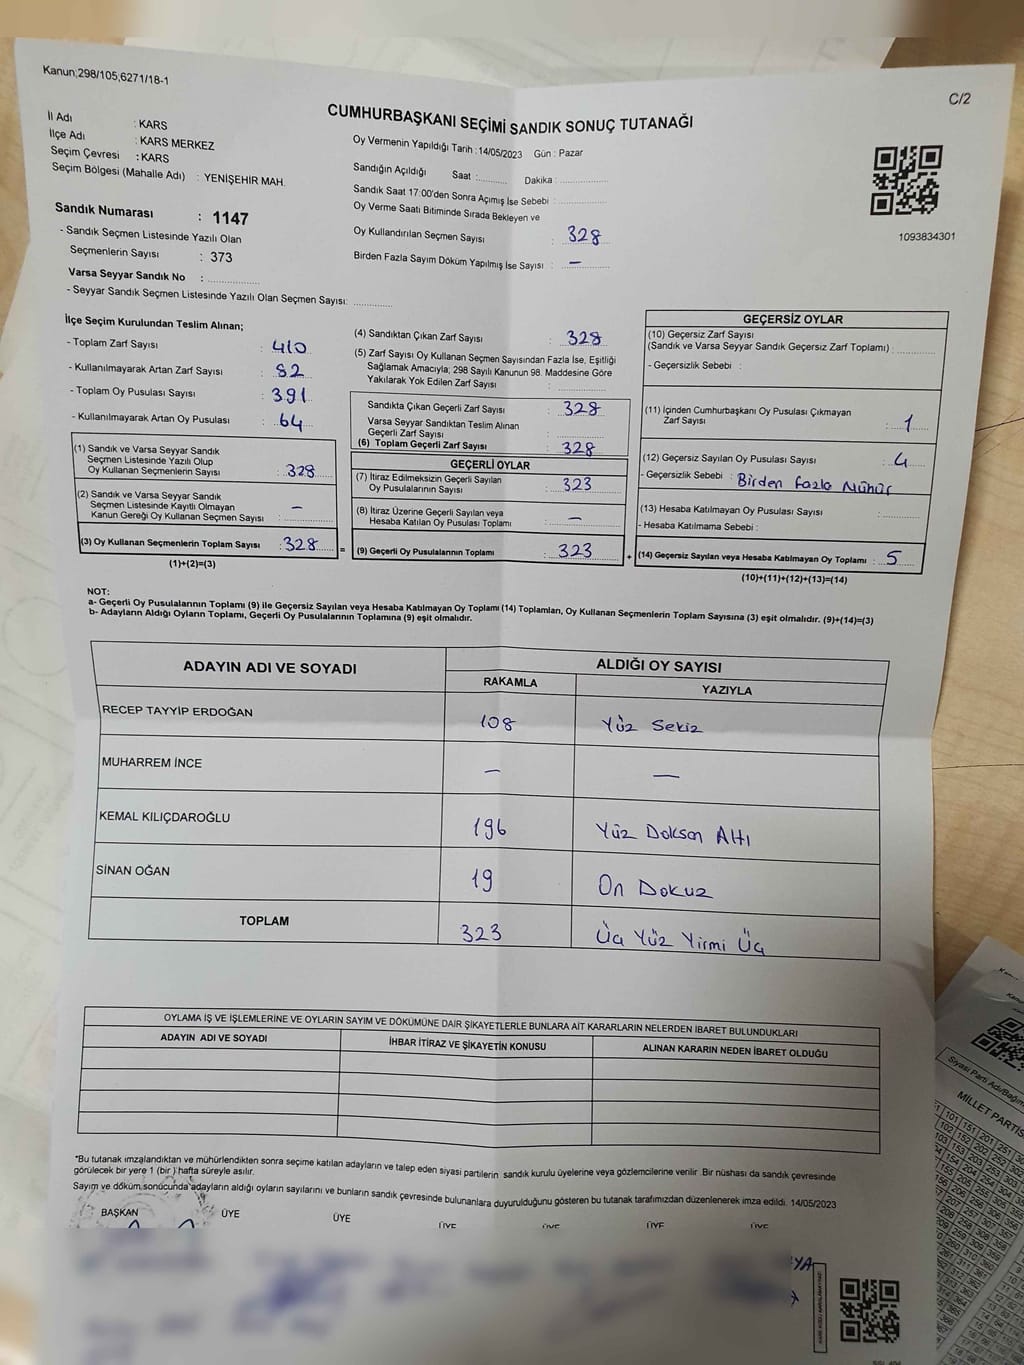 Kanun;298/105,6271/18-1
C/2
CUMHURBAŞKANI SEÇİMİ SANDIK SONUÇ TUTANAĞI
İl Adı : KARS
İlçe Adı : KARS MERKEZ
Seçim Çevresi : KARS
Seçim Bölgesi (Mahalle Adı) : YENİŞEHİR MAH.
Sandık Numarası : 1147
- Sandık Seçmen Listesinde Yazılı Olan
Seçmenlerin Sayısı : 373
Varsa Seyyar Sandık No : ..............
- Seyyar Sandık Seçmen Listesinde Yazılı Olan Seçmen Sayısı: ............
Oy Vermenin Yapıldığı Tarih : 14/05/2023 Gün : Pazar
Sandığın Açıldığı Saat :......... Dakika : ..............
Sandık Saat 17:00'den Sonra Açımış İse Sebebi : ..............
Oy Verme Saati Bitiminde Sırada Bekleyen ve
Oy Kullandırılan Seçmen Sayısı : 328
Birden Fazla Sayım Döküm Yapılmış İse Sayısı : —
1093834301
İlçe Seçim Kurulundan Teslim Alınan;
- Toplam Zarf Sayısı : 410
- Kullanılmayarak Artan Zarf Sayısı : 82
- Toplam Oy Pusulası Sayısı : 391
- Kullanılmayarak Artan Oy Pusulası : 64
(1) Sandık ve Varsa Seyyar Sandık
Seçmen Listesinde Yazılı Olup
Oy Kullanan Seçmenlerin Sayısı : 328
(2) Sandık ve Varsa Seyyar Sandık
Seçmen Listesinde Kayıtlı Olmayan
Kanun Gereği Oy Kullanan Seçmen Sayısı : —
(3) Oy Kullanan Seçmenlerin Toplam Sayısı : 328
(1)+(2)=(3)
(4) Sandıktan Çıkan Zarf Sayısı : 328
(5) Zarf Sayısı Oy Kullanan Seçmen Sayısından Fazla İse, Eşitliği
Sağlamak Amacıyla; 298 Sayılı Kanunun 98. Maddesine Göre
Yakılarak Yok Edilen Zarf Sayısı : ............
Sandıkta Çıkan Geçerli Zarf Sayısı : 328
Varsa Seyyar Sandıktan Teslim Alınan
Geçerli Zarf Sayısı : ............
(6) Toplam Geçerli Zarf Sayısı : 328
GEÇERLİ OYLAR
(7) İtiraz Edilmeksizin Geçerli Sayılan
Oy Pusulalarının Sayısı : 323
(8) İtiraz Üzerine Geçerli Sayılan veya
Hesaba Katılan Oy Pusulası Toplamı : —
= (9) Geçerli Oy Pusulalarının Toplamı : 323 +
GEÇERSİZ OYLAR
(10) Geçersiz Zarf Sayısı
(Sandık ve Varsa Seyyar Sandık Geçersiz Zarf Toplamı) : ..........
- Geçersizlik Sebebi :
(11) İçinden Cumhurbaşkanı Oy Pusulası Çıkmayan
Zarf Sayısı : 1
(12) Geçersiz Sayılan Oy Pusulası Sayısı : 4
- Geçersizlik Sebebi : Birden fazla Mühür
(13) Hesaba Katılmayan Oy Pusulası Sayısı : ..........
- Hesaba Katılmama Sebebi :
(14) Geçersiz Sayılan veya Hesaba Katılmayan Oy Toplamı : 5
(10)+(11)+(12)+(13)=(14)
NOT:
a- Geçerli Oy Pusulalarının Toplamı (9) ile Geçersiz Sayılan veya Hesaba Katılmayan Oy Toplamı (14) Toplamları, Oy Kullanan Seçmenlerin Toplam Sayısına (3) eşit olmalıdır. (9)+(14)=(3)
b- Adayların Aldığı Oyların Toplamı, Geçerli Oy Pusulalarının Toplamına (9) eşit olmalıdır.
ADAYIN ADI VE SOYADI
ALDIĞI OY SAYISI
RAKAMLA YAZIYLA
RECEP TAYYİP ERDOĞAN 108 Yüz Sekiz
MUHARREM İNCE — —
KEMAL KILIÇDAROĞLU 196 Yüz Doksan Altı
SİNAN OĞAN 19 On Dokuz
TOPLAM 323 Üç Yüz Yirmi Üç
OYLAMA İŞ VE İŞLEMLERİNE VE OYLARIN SAYIM VE DÖKÜMÜNE DAİR ŞİKAYETLERLE BUNLARA AİT KARARLARIN NELERDEN İBARET BULUNDUKLARI
ADAYIN ADI VE SOYADI İHBAR İTİRAZ VE ŞİKAYETİN KONUSU ALINAN KARARIN NEDEN İBARET OLDUĞU
*Bu tutanak imzalandıktan ve mühürlendikten sonra seçime katılan adayların ve talep eden siyasi partilerin sandık kurulu üyelerine veya gözlemcilerine verilir. Bir nüshası da sandık çevresinde
görülecek bir yere 1 (bir ) hafta süreyle asılır.
Sayım ve döküm sonucunda adayların aldığı oyların sayılarını ve bunların sandık çevresinde bulunanlara duyurulduğunu gösteren bu tutanak tarafımızdan düzenlenerek imza edildi. 14/05/2023
BAŞKAN ÜYE ÜYE ÜYE ÜYE ÜYE ÜYE
Siyasi Parti Adı/Bağım
MİLLET PARTİS